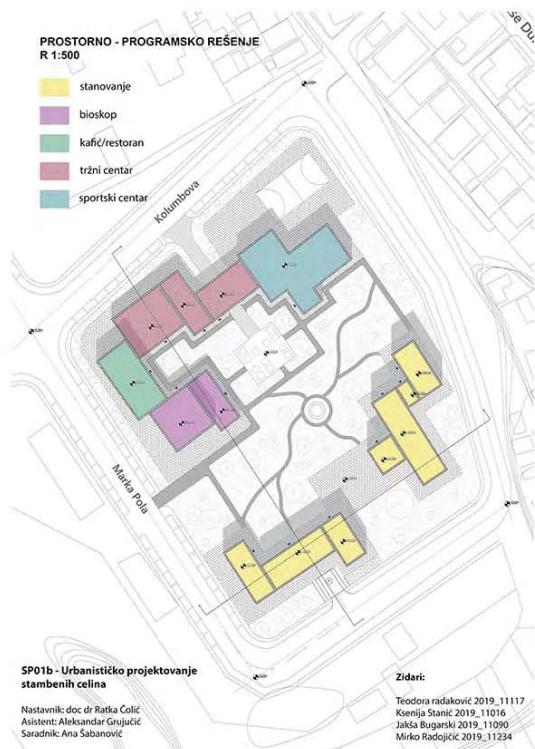 PROSTORNO - PROGRAMSKO REŠENJE
R 1:500
stanovanje
bioskop
kafić/restoran
tržni centar
sportski centar
Kolumbova
Marka Pola
SP01b - Urbanističko projektovanje
stambenih celina
Nastavnik: doc dr Ratka Čolić
Asistent: Aleksandar Grujučić
Saradnik: Ana Šabanović
Zidari:
Teodora radaković 2019_11117
Ksenija Stanić 2019_11016
Jakša Bugarski 2019_11090
Mirko Radojičić 2019_11234